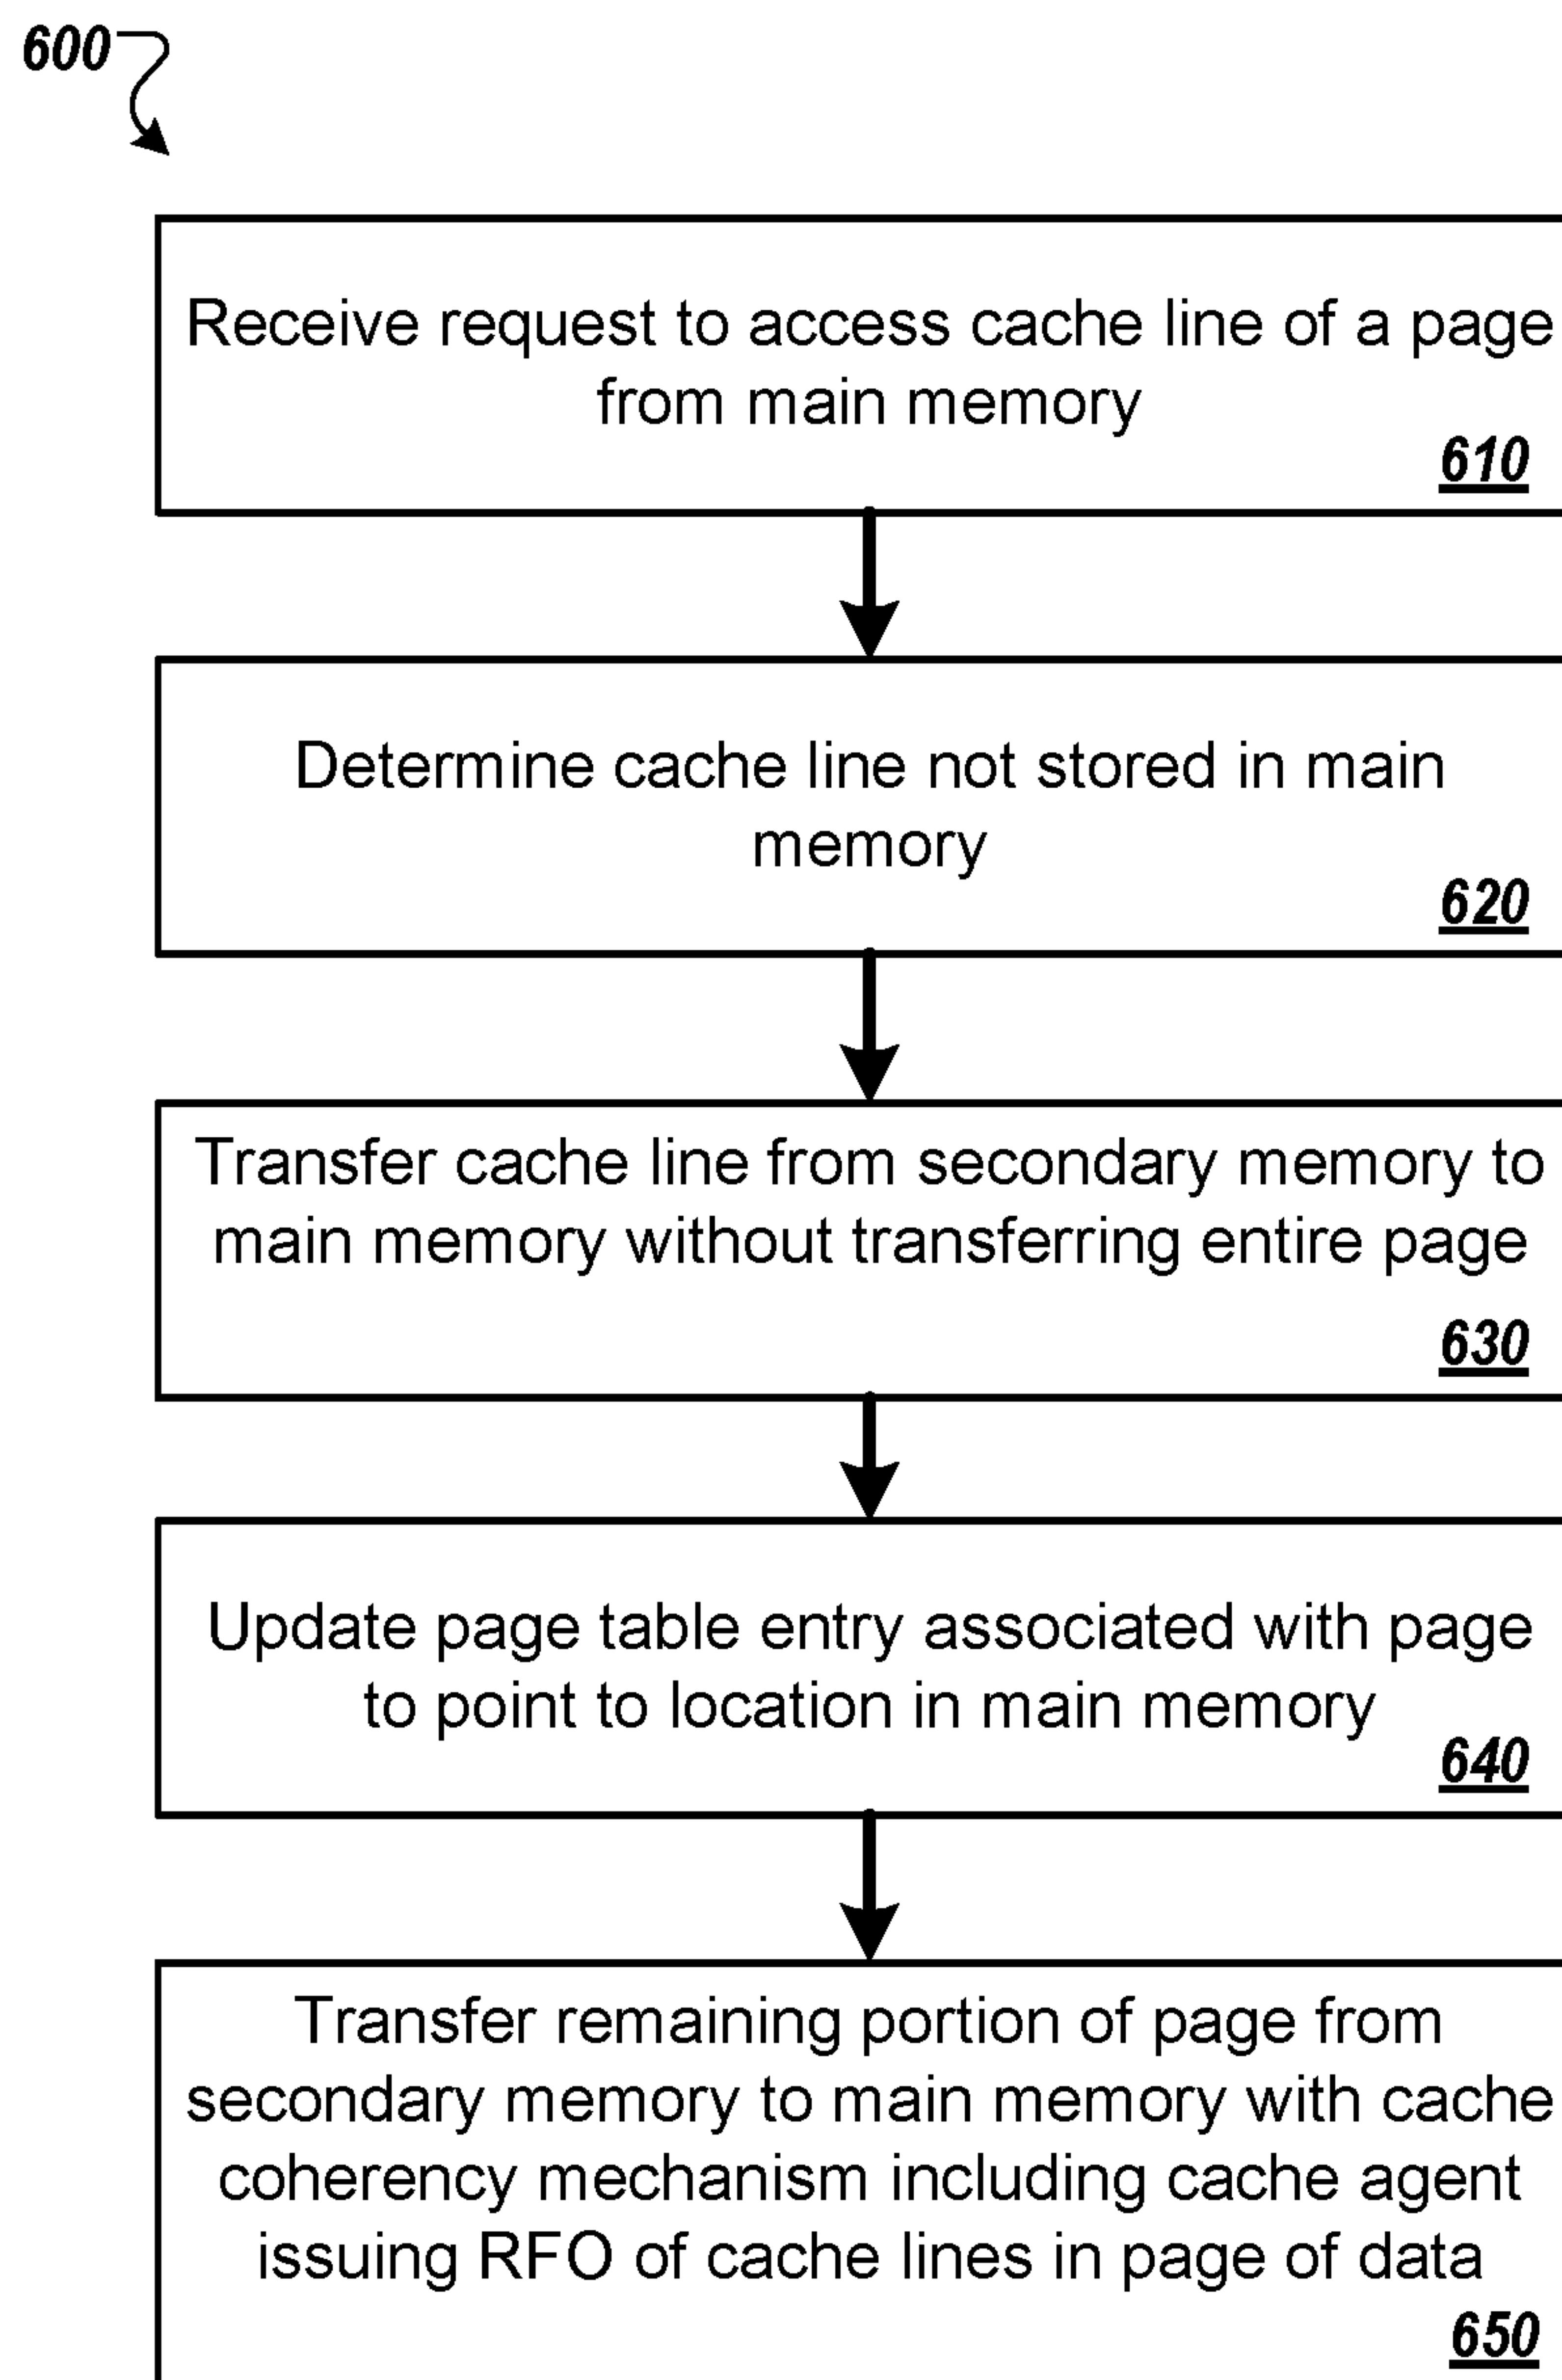 600
Receive request to access cache line of a page
from main memory
610
Determine cache line not stored in main
memory
620
Transfer cache line from secondary memory to
main memory without transferring entire page
630
Update page table entry associated with page
to point to location in main memory
640
Transfer remaining portion of page from
secondary memory to main memory with cache
coherency mechanism including cache agent
issuing RFO of cache lines in page of data
650